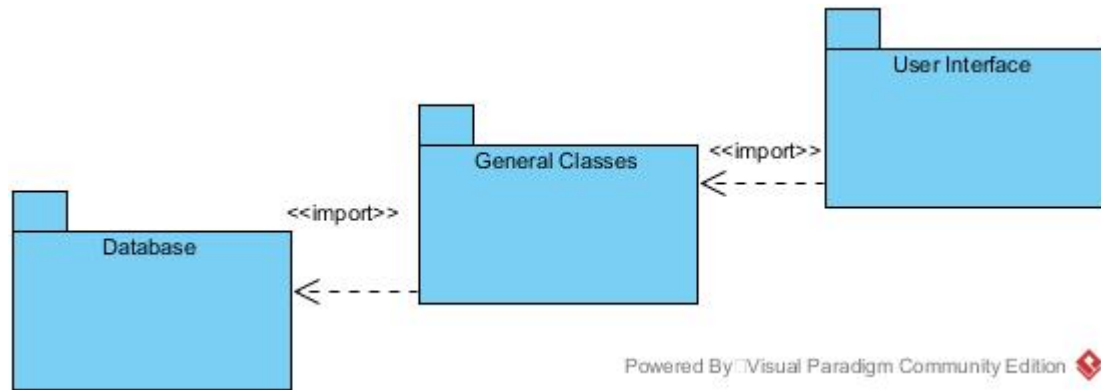 User Interface
<<import>>
General Classes
<<import>>
Database
Powered By Visual Paradigm Community Edition